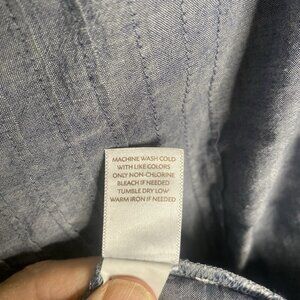 MACHINE WASH COLD
WITH LIKE COLORS
ONLY NON-CHLORINE
BLEACH IF NEEDED
TUMBLE DRY LOW
WARM IRON IF NEEDED